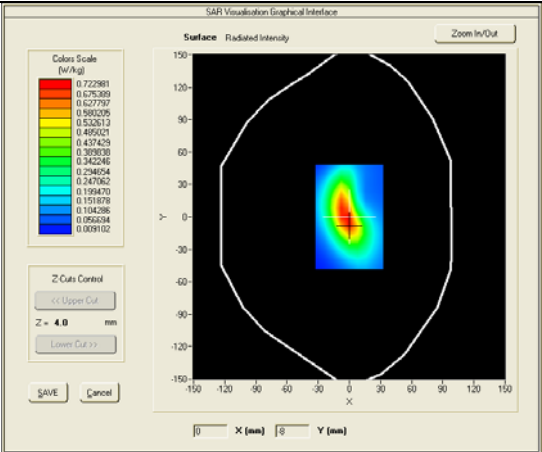 SAR Visualisation Graphical Interface
Surface Radiated Intensity
Zoom In/Out
Colors Scale
(W/kg)
0.722981
0.675389
0.627797
0.580205
0.532613
0.485021
0.437429
0.389838
0.342246
0.294654
0.247062
0.199470
0.151878
0.104286
0.056694
0.009102
Z-Cuts Control
<< Upper Cut
Z = 4.0 mm
Lower Cut >>
SAVE Cancel
150
120
90
60
30
0
-30
-60
-90
-120
-150
Y
-150 -120 -90 -60 -30 0 30 60 90 120 150
X
0 X (mm) -8 Y (mm)